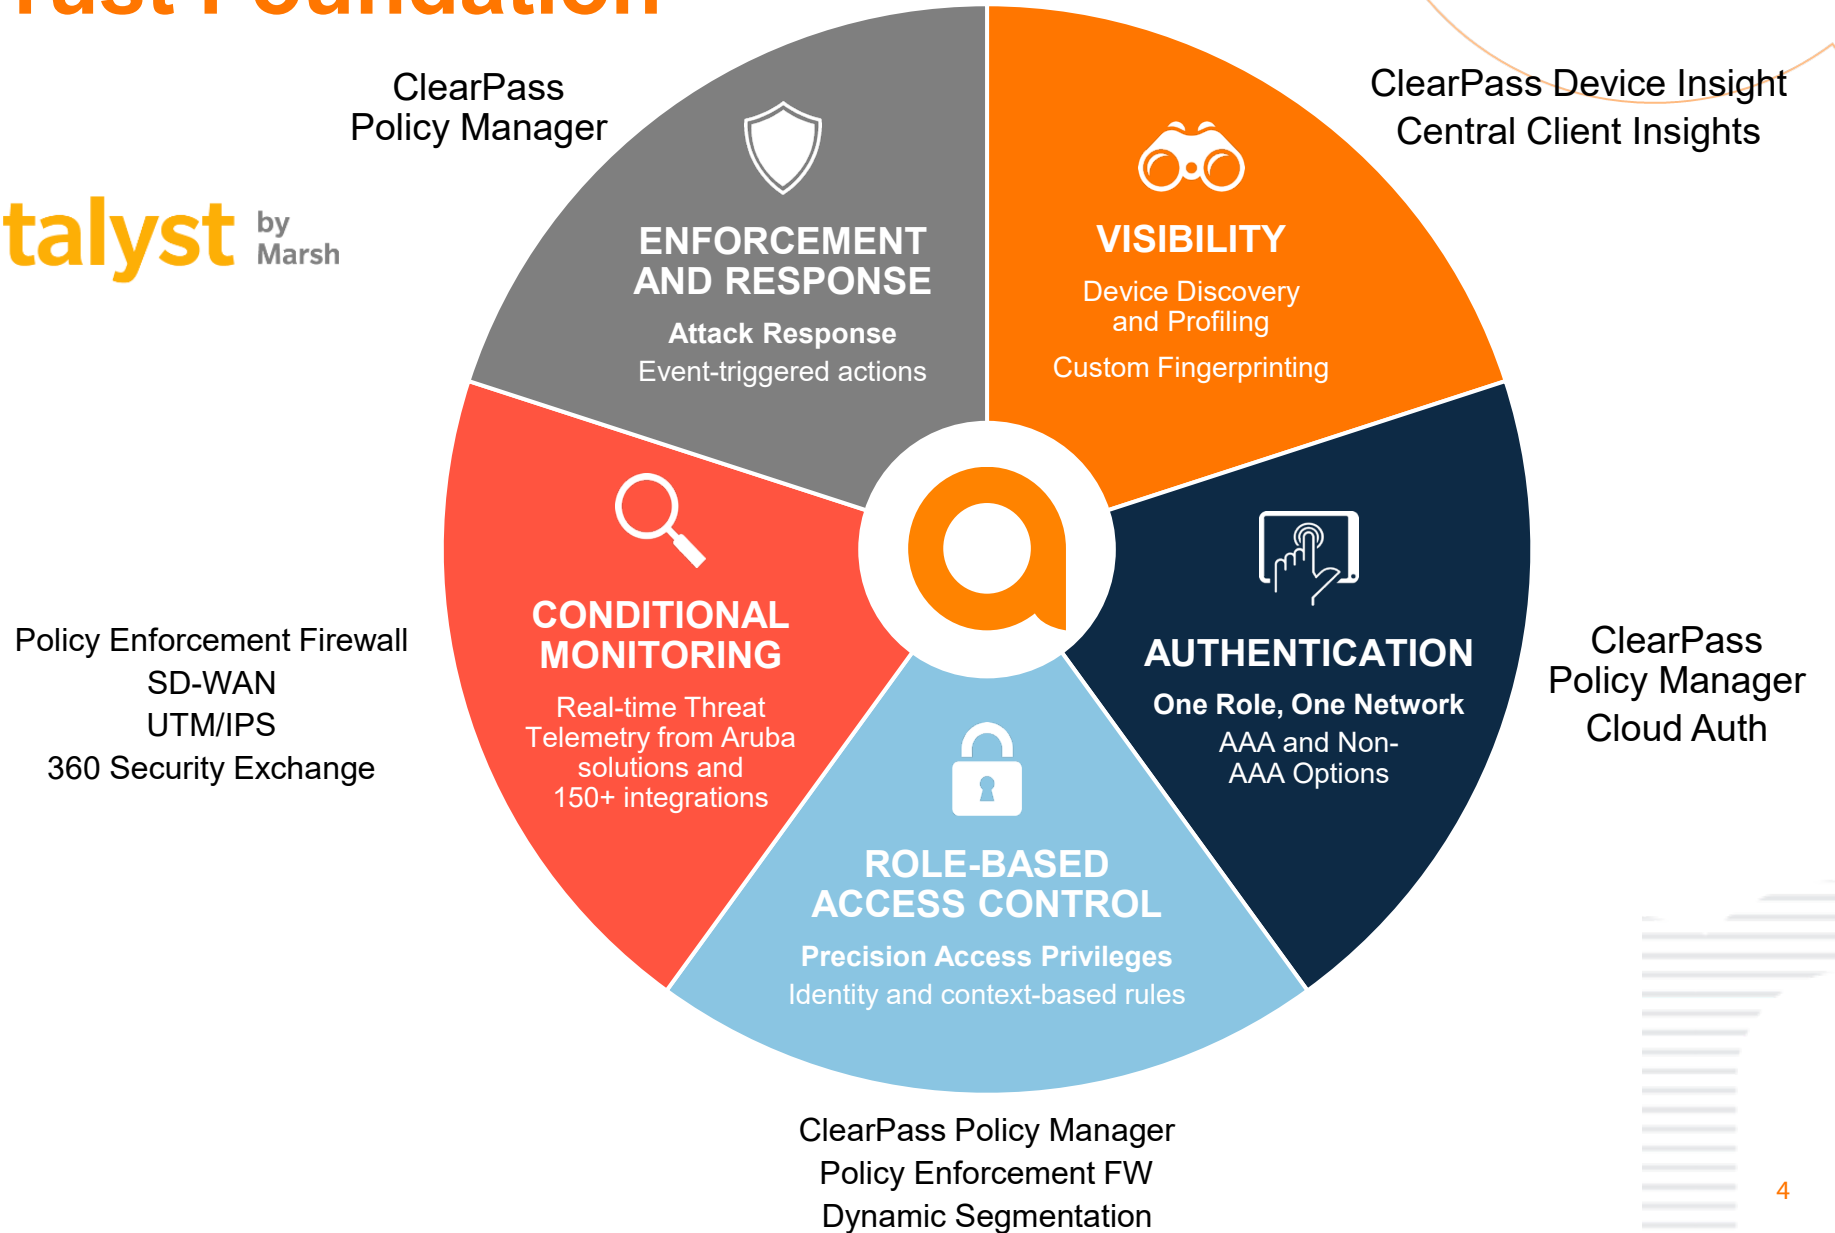 rust Foundation
ClearPass
Policy Manager
ClearPass Device Insight
Central Client Insights
talyst by
Marsh
ENFORCEMENT
AND RESPONSE
Attack Response
Event-triggered actions
VISIBILITY
Device Discovery
and Profiling
Custom Fingerprinting
CONDITIONAL
MONITORING
Real-time Threat
Telemetry from Aruba
solutions and
150+ integrations
Policy Enforcement Firewall
SD-WAN
UTM/IPS
360 Security Exchange
AUTHENTICATION
One Role, One Network
AAA and Non-
AAA Options
ClearPass
Policy Manager
Cloud Auth
ROLE-BASED
ACCESS CONTROL
Precision Access Privileges
Identity and context-based rules
ClearPass Policy Manager
Policy Enforcement FW
Dynamic Segmentation
4